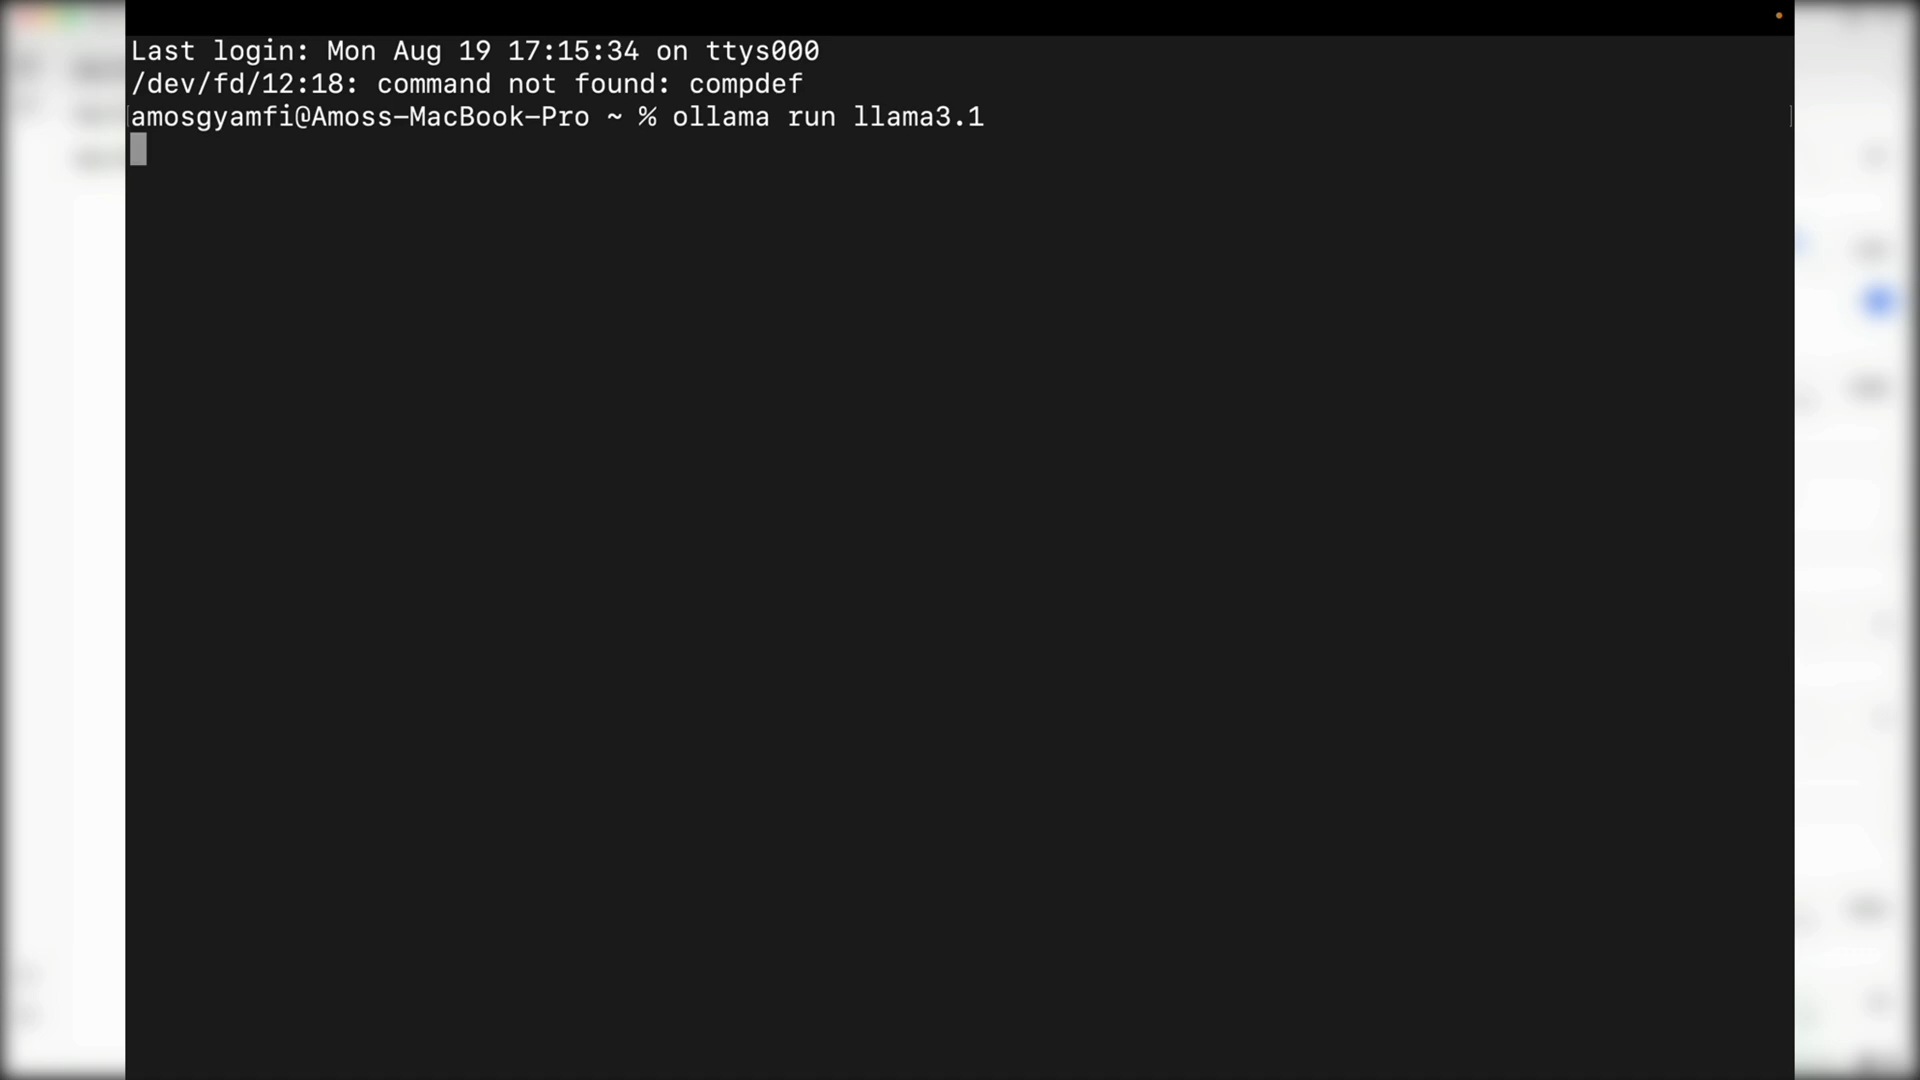 Last login: Mon Aug 19 17:15:34 on ttys000
/dev/fd/12:18: command not found: compdef
amosgyamfi@Amoss-MacBook-Pro ~ % ollama run llama3.1